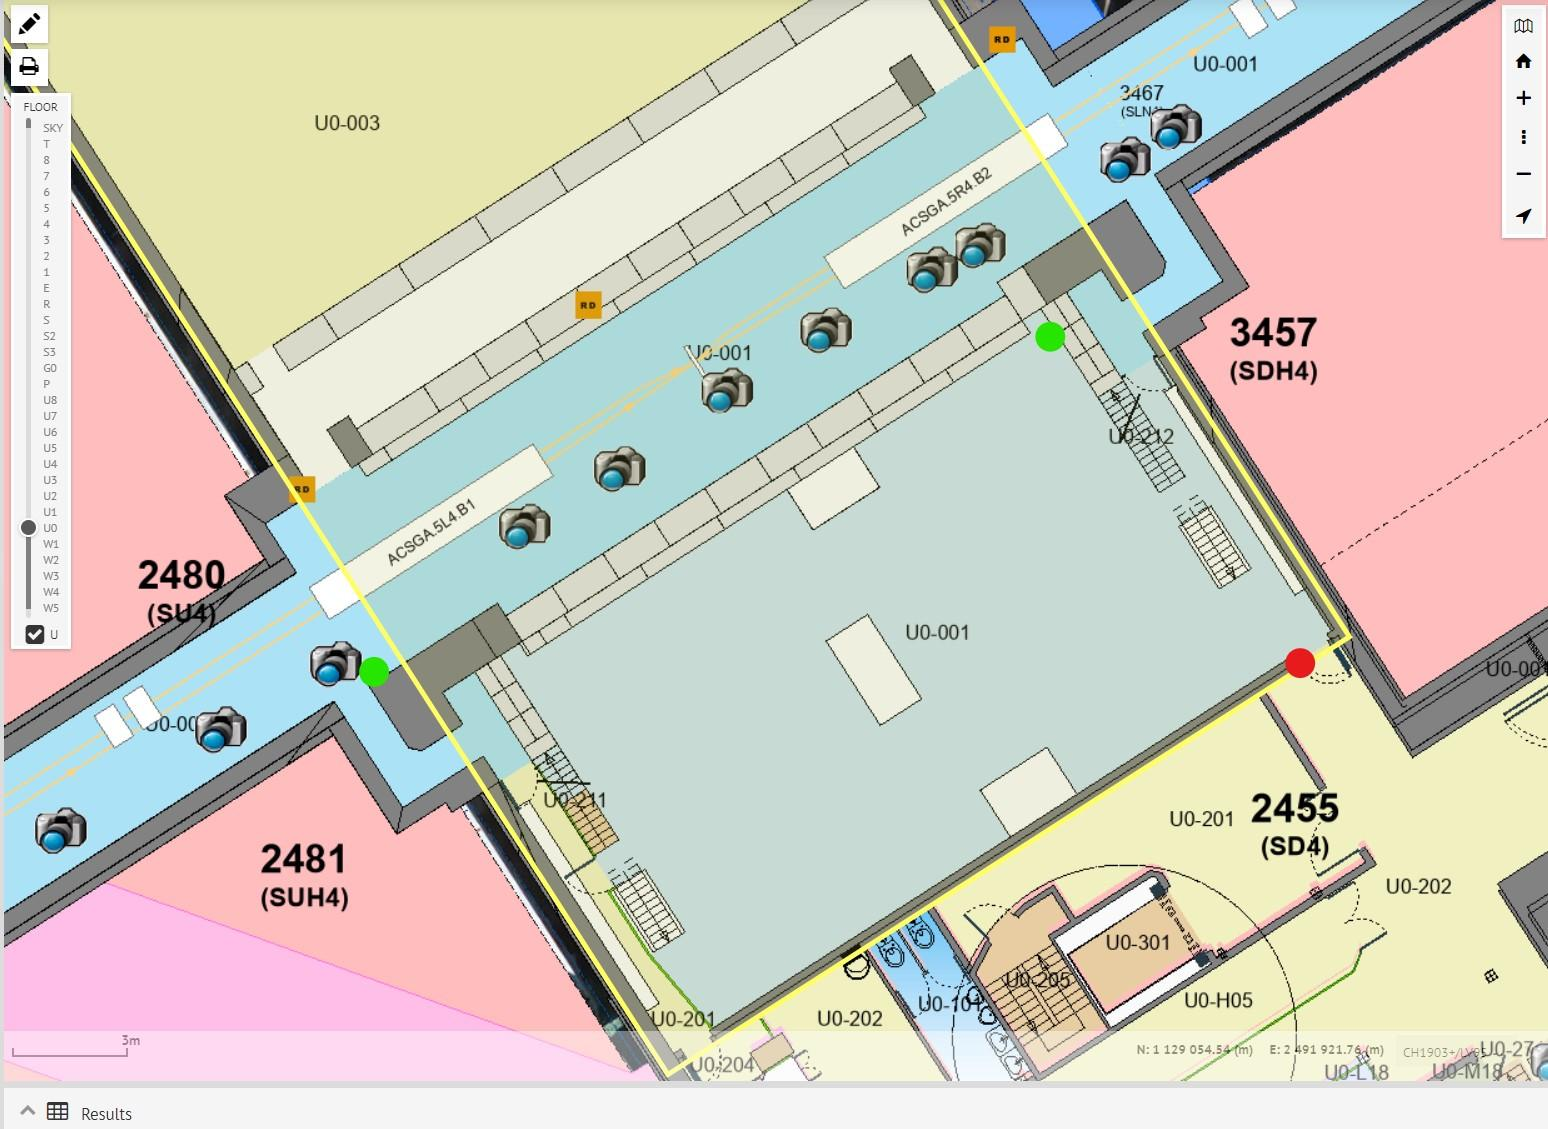 FLOOR
SKY
T
8
7
6
5
4
3
2
1
E
R
S
S2
S3
G0
P
U8
U7
U6
U5
U4
U3
U2
U1
U0
W1
W2
W3
W4
W5
U
RD
U0-001
3467
U0-003
ACSGA.5R4.B2
RD
U0-001
3457
(SDH4)
U0-212
RD
ACSGA.5L4.B1
2480
(SU4)
U0-001
U0-211
2481
(SUH4)
U0-201
2455
(SD4)
U0-202
U0-301
U0-205
U0-H05
U0-201
U0-202
U0-204
3m
N: 1 129 054.54 (m)
E: 2 491 921.76 (m)
U0-L18
U0-M18
Results